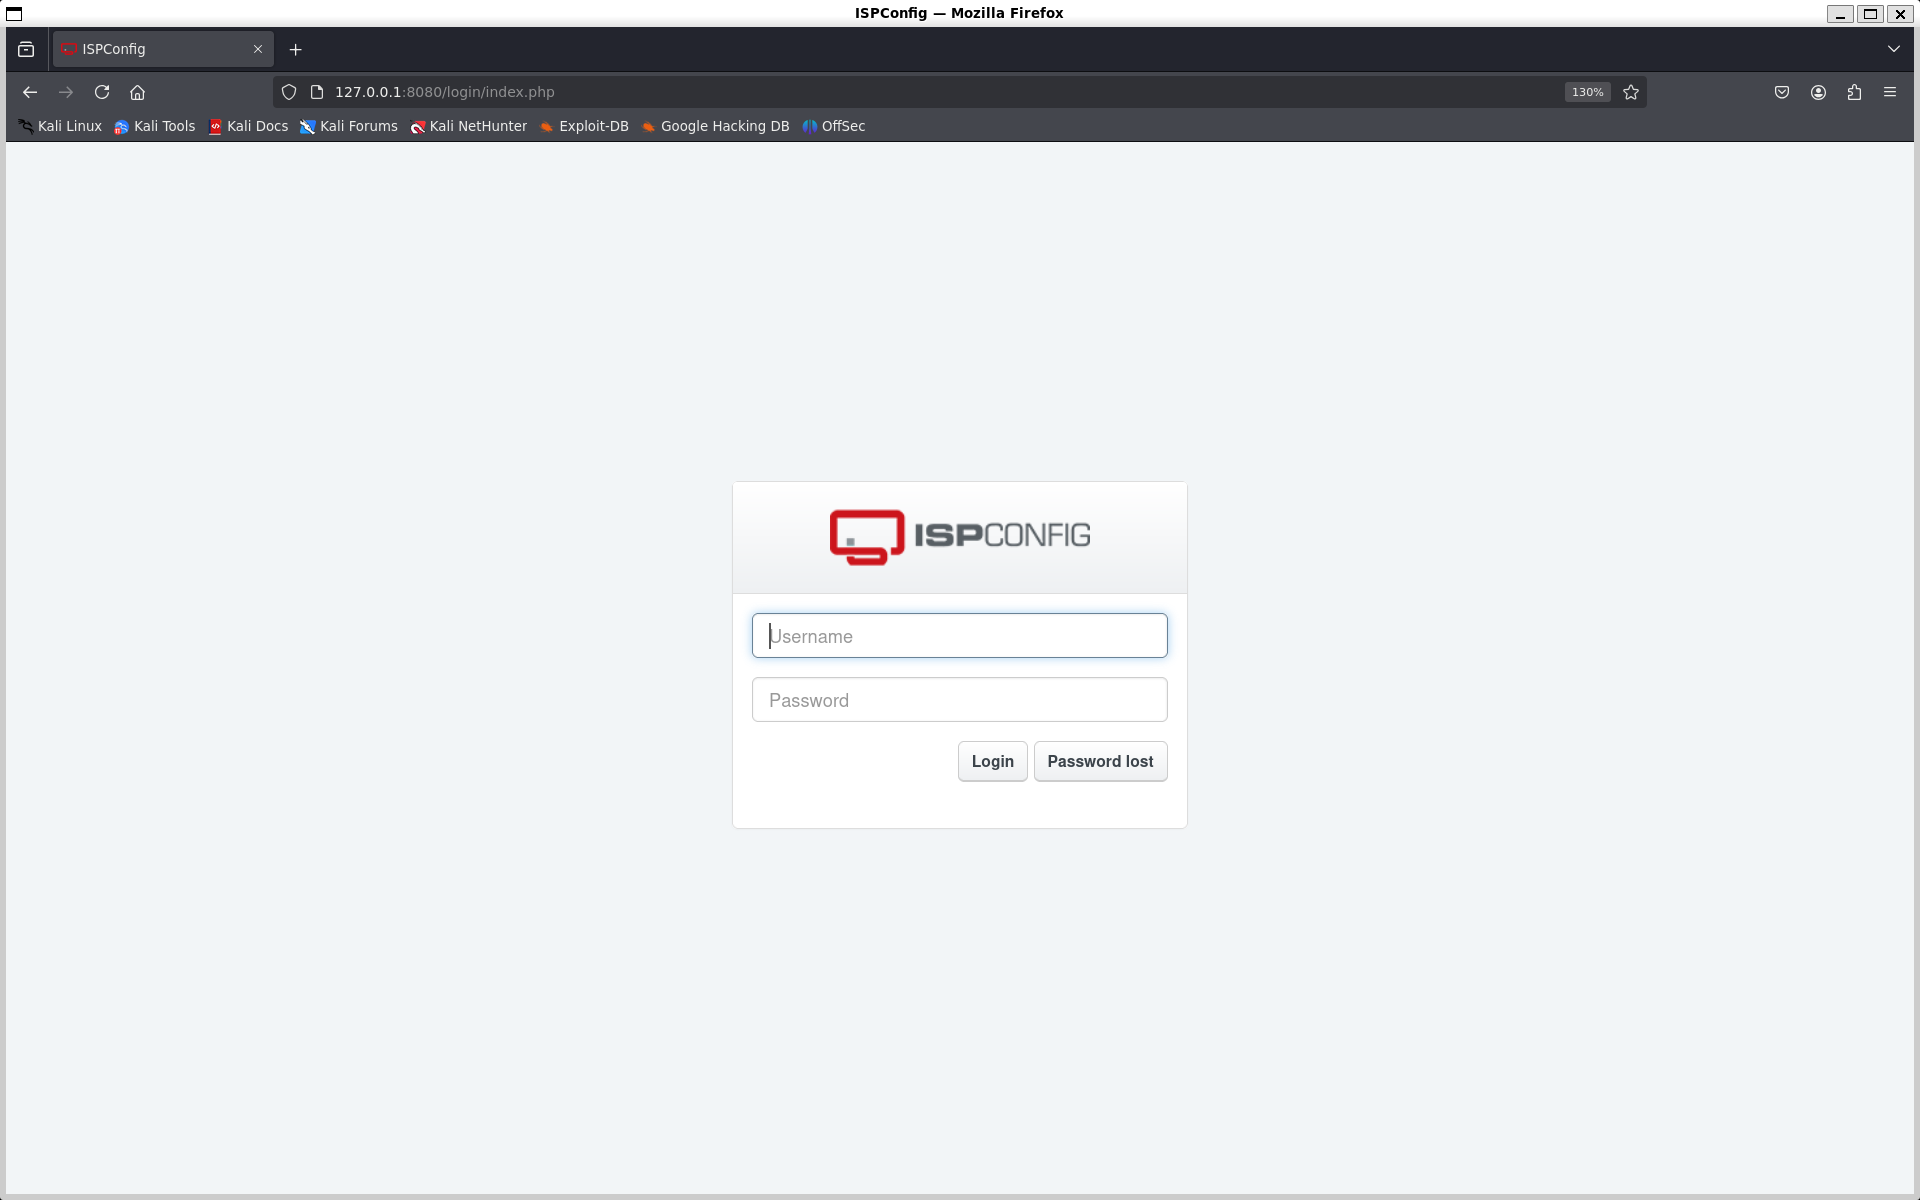 ISPConfig — Mozilla Firefox
ISPConfig
127.0.0.1:8080/login/index.php
130%
Kali Linux
Kali Tools
Kali Docs
Kali Forums
Kali NetHunter
Exploit-DB
Google Hacking DB
OffSec
ISPCONFIG
Username
Password
Login
Password lost